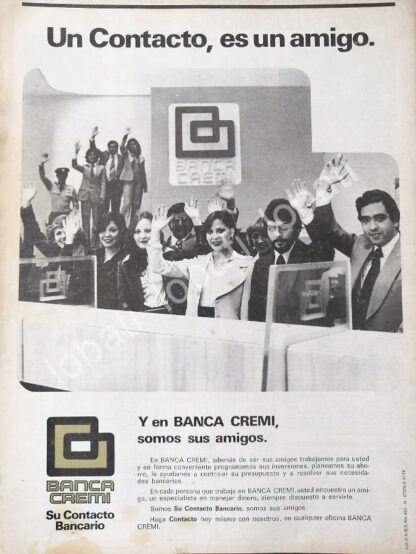 Un Contacto, es un amigo.
BANCA
CREMI
Y en BANCA CREMI,
somos sus amigos.
En BANCA CREMI, además de ser sus amigos trabajamos para usted
y en forma conveniente programamos sus inversiones, planeamos su aho-
rro, le ayudamos a controlar su presupuesto y a resolver sus necesida-
des bancarias.
En cada persona que trabaja en BANCA CREMI, usted encuentra un ami-
go, un especialista en manejar dinero, siempre dispuesto a servirle.
Somos Su Contacto Bancario, somos sus amigos.
Haga Contacto hoy mismo con nosotros, en cualquier oficina BANCA
CREMI.
BANCA
CREMI
Su Contacto
Bancario